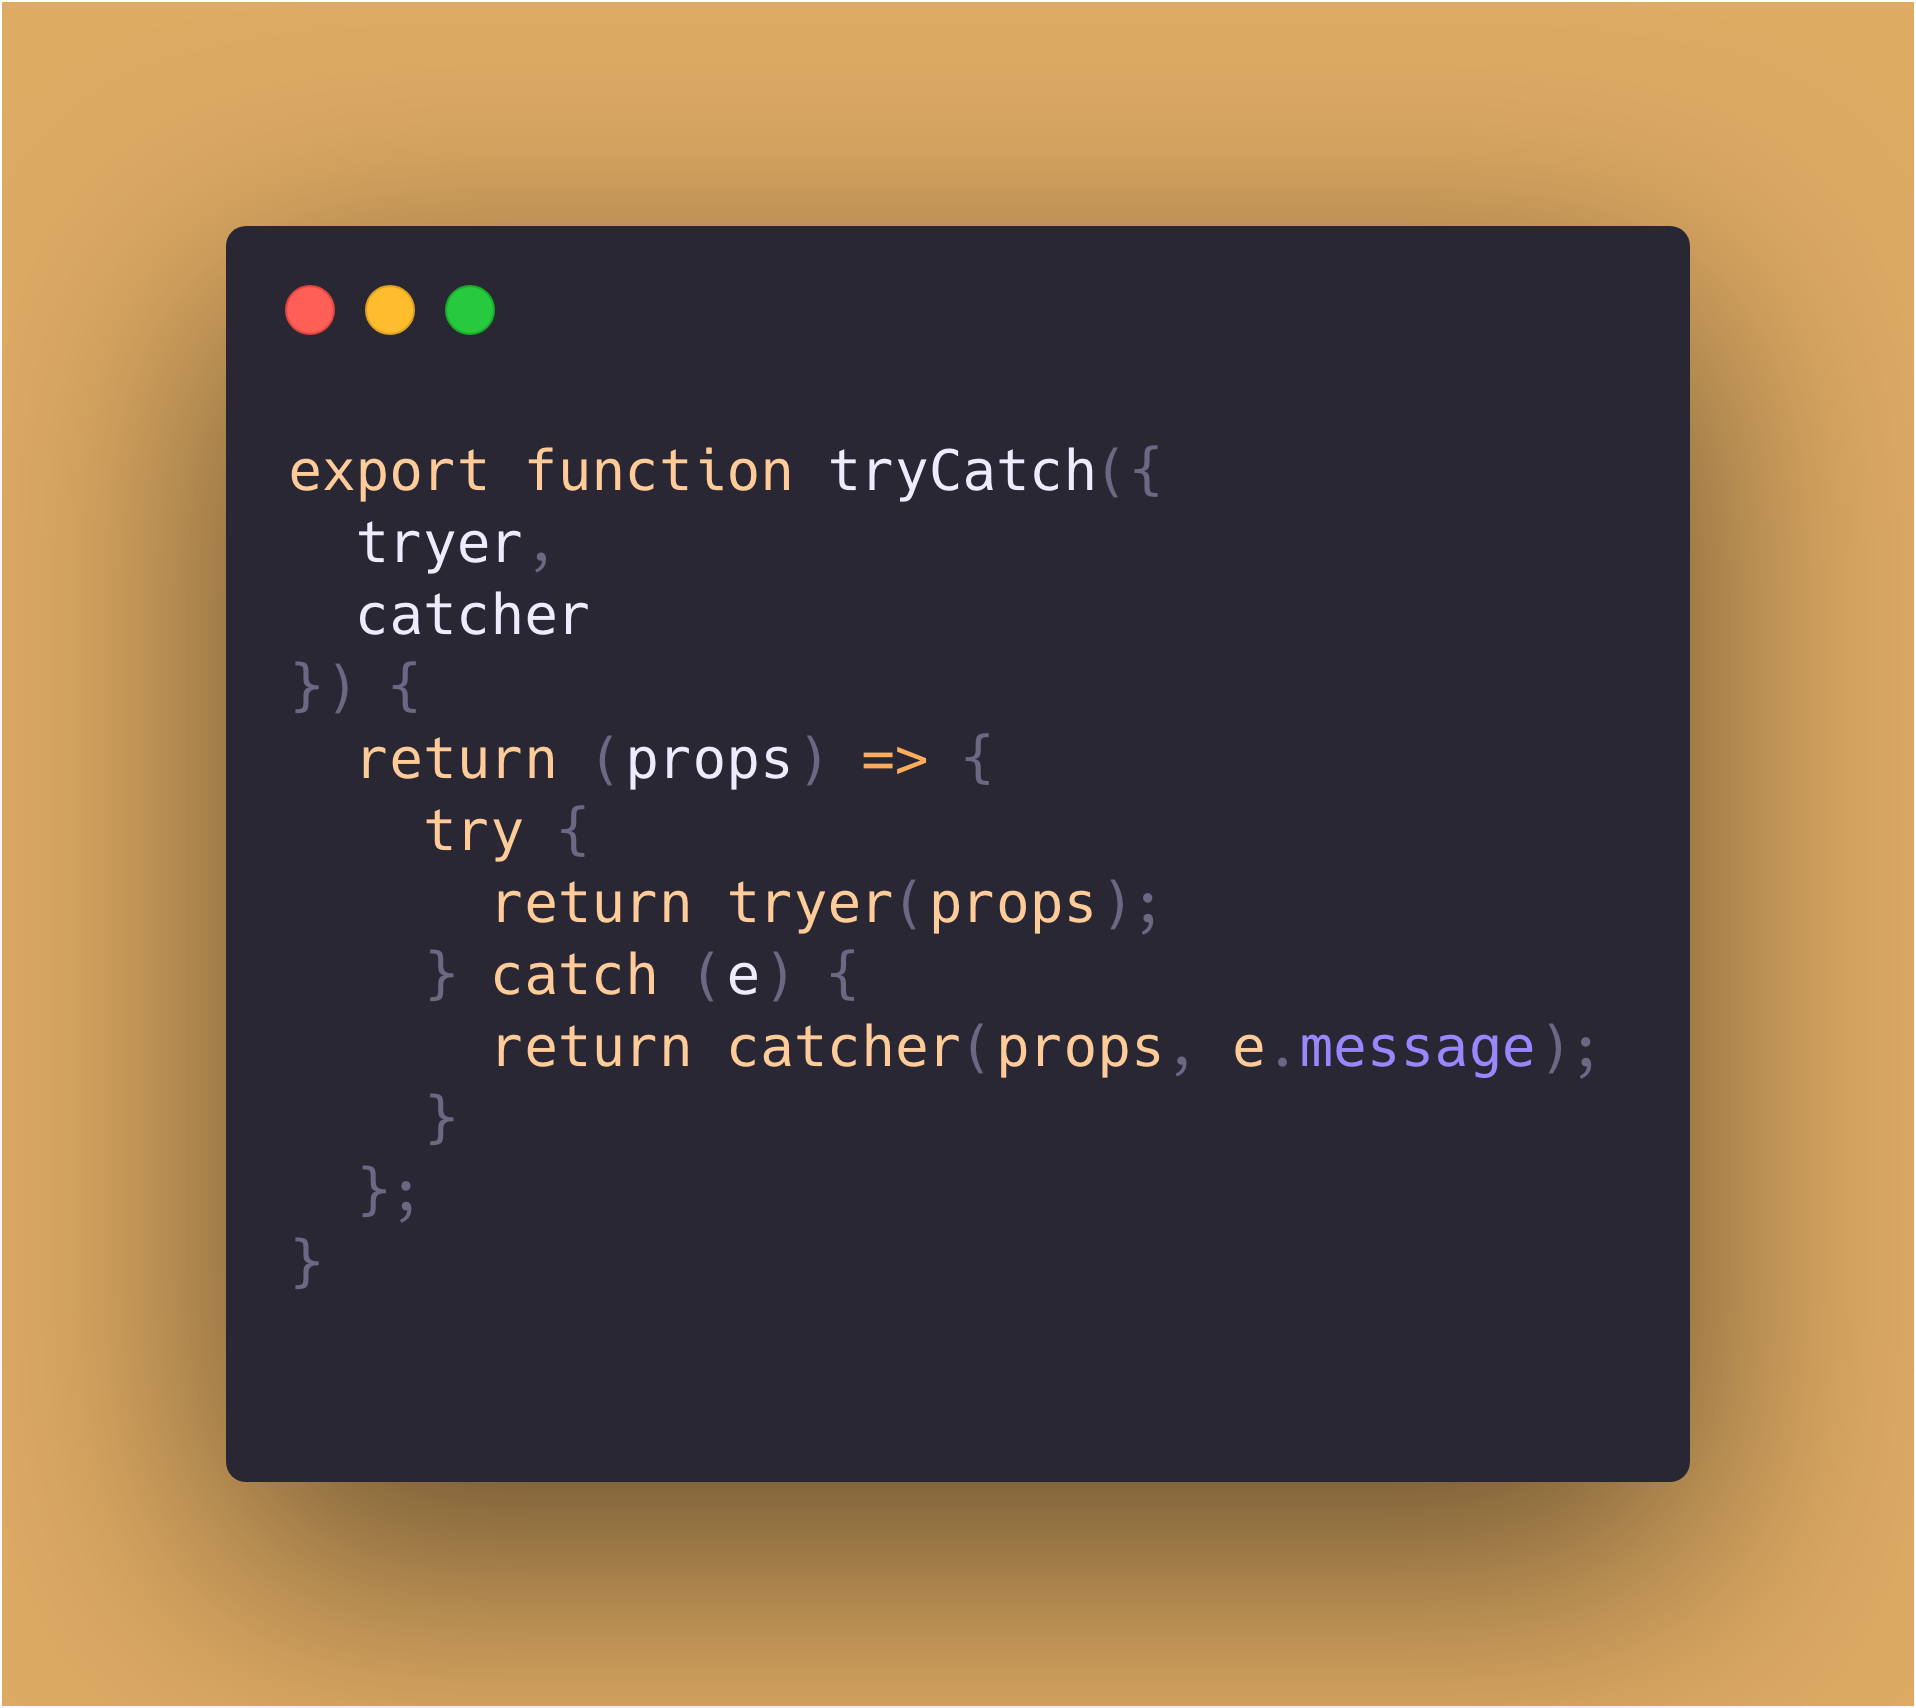 export function tryCatch({
  tryer,
  catcher
}) {
  return (props) => {
    try {
      return tryer(props);
    } catch (e) {
      return catcher(props, e.message);
    }
  };
}